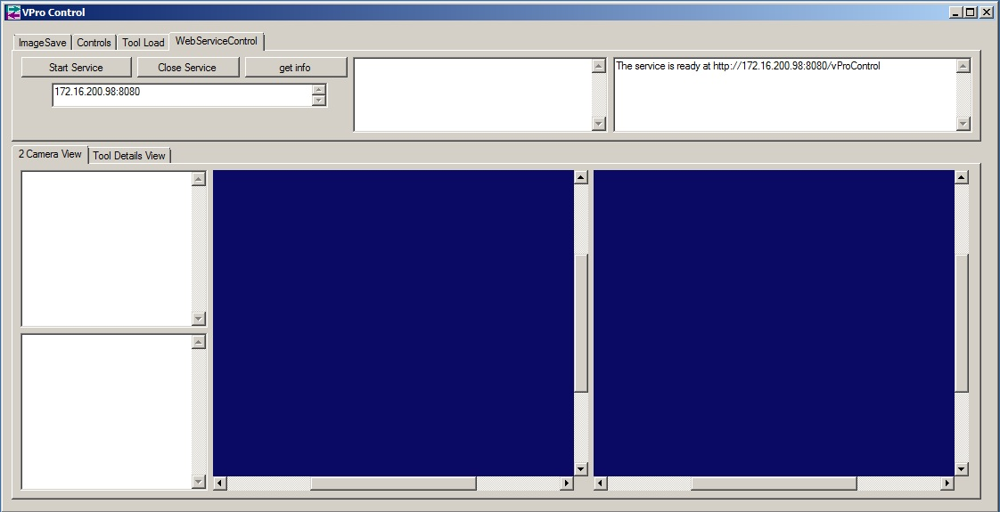 VPro Control
ImageSave Controls Tool Load WebServiceControl
Start Service Close Service get info
The service is ready at http://172.16.200.98:8080/vProControl
172.16.200.98:8080
2 Camera View Tool Details View